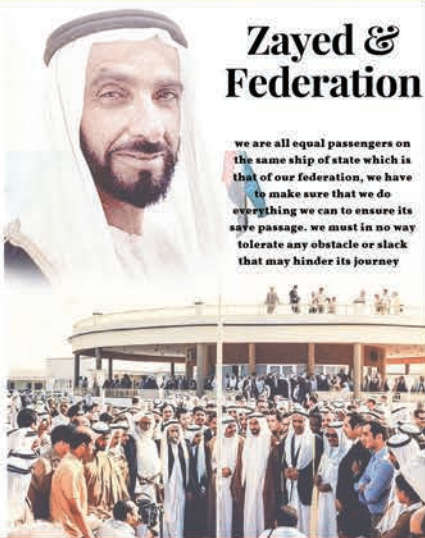 Zayed &
Federation
we are all equal passengers on
the same ship of state which is
that of our federation, we have
to make sure that we do
everything we can to ensure its
save passage. we must in no way
tolerate any obstacle or slack
that may hinder its journey